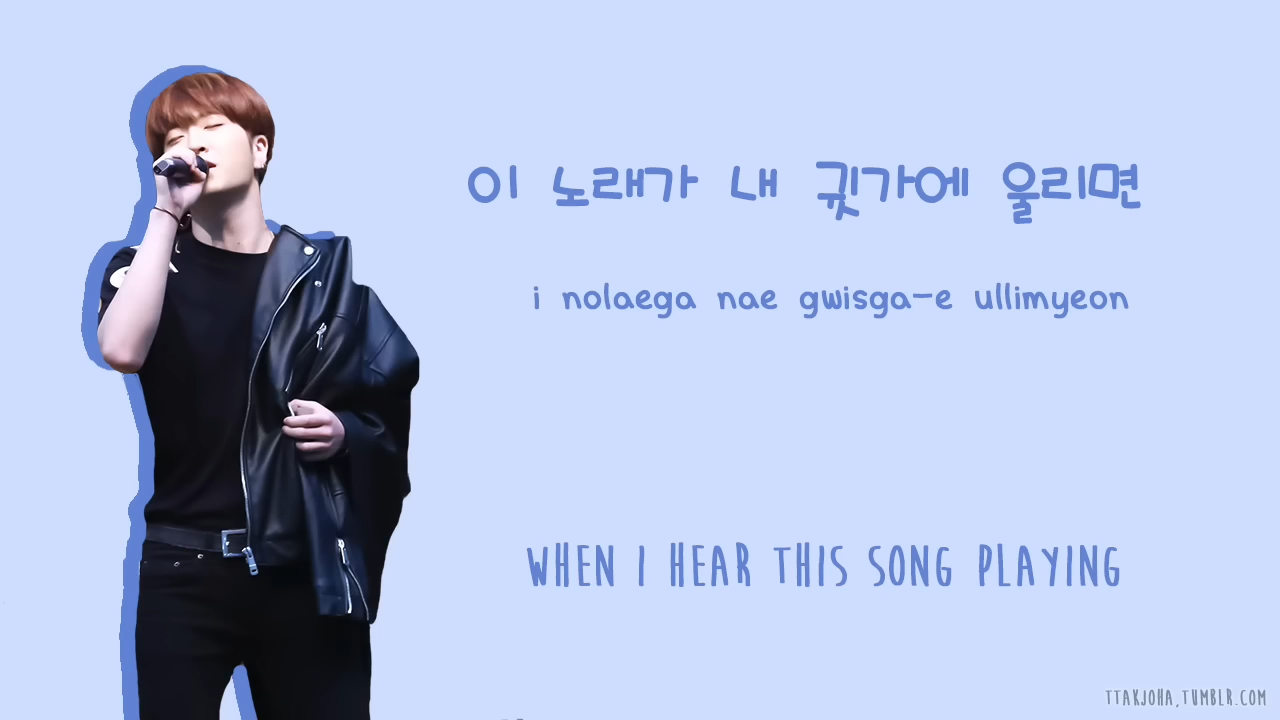 이 노래가 내 귓가에 울리면
i nolaega nae gwisga-e ullimyeon
WHEN I HEAR THIS SONG PLAYING
TTAKJOHA.TUMBLR.COM